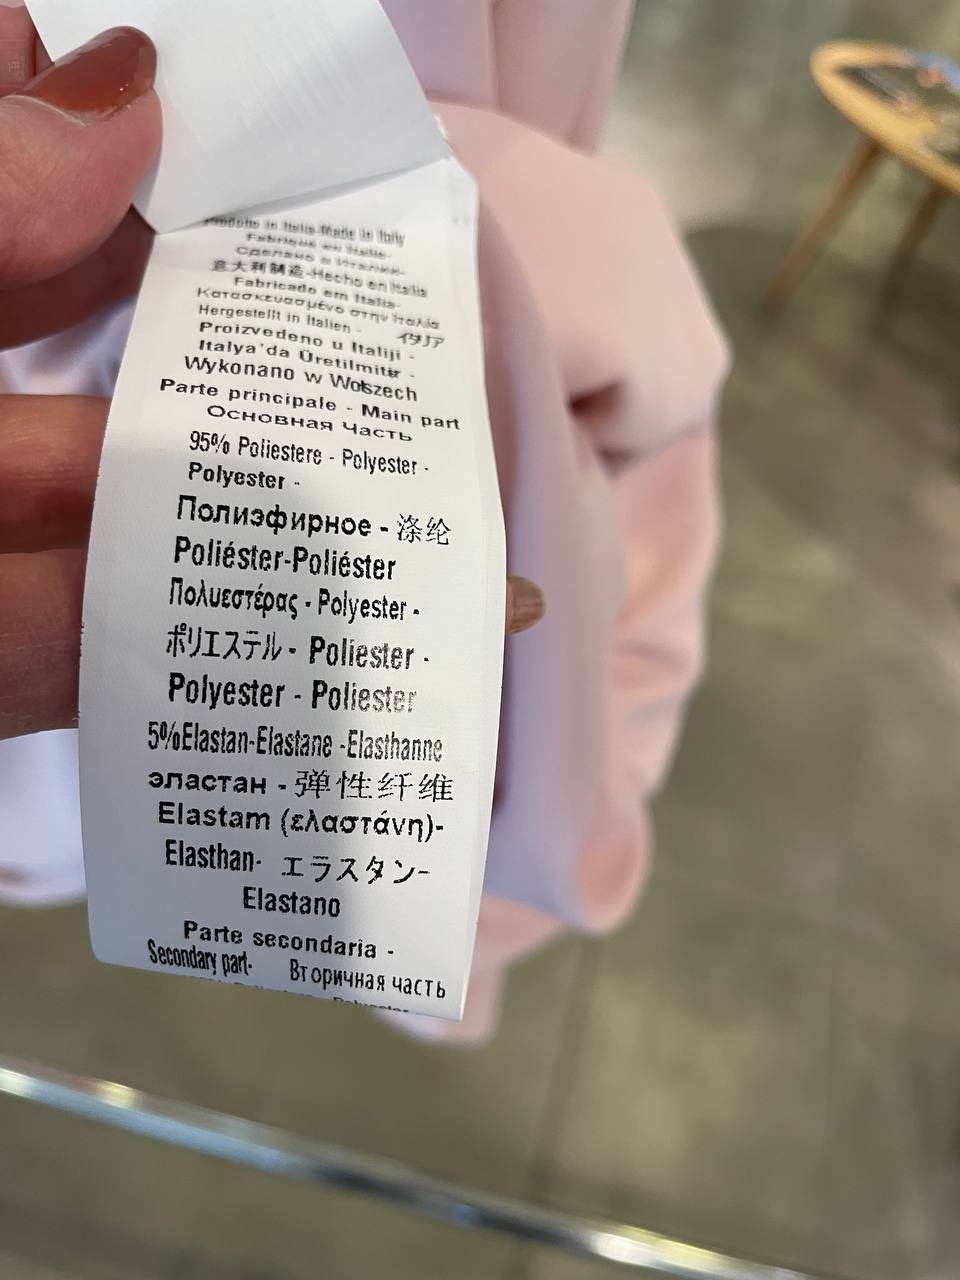 Prodotto in Italia-Made in Italy
Fabriqué en Italie-
Сделано в Италии-
意大利制造-Hecho en Italia
Fabricado em Italia-
Κατασκευασμένο στην Ιταλία
Hergestellt in Italien - イタリア
Proizvedeno u Italiji -
Italya'da Üretilmiştir -
Wykonano w Włoszech
Parte principale - Main part
Основная часть
95% Poliestere - Polyester -
Polyester -
Полиэфирное - 涤纶
Poliéster-Poliéster
Πολυεστέρας - Polyester -
ポリエステル - Poliester -
Polyester - Poliester
5%Elastan-Elastane -Elasthanne
эластан - 弹性纤维
Elastam (ελαστάνη)-
Elasthan- エラスタン-
Elastano
Parte secondaria -
Secondary part- Вторичная часть